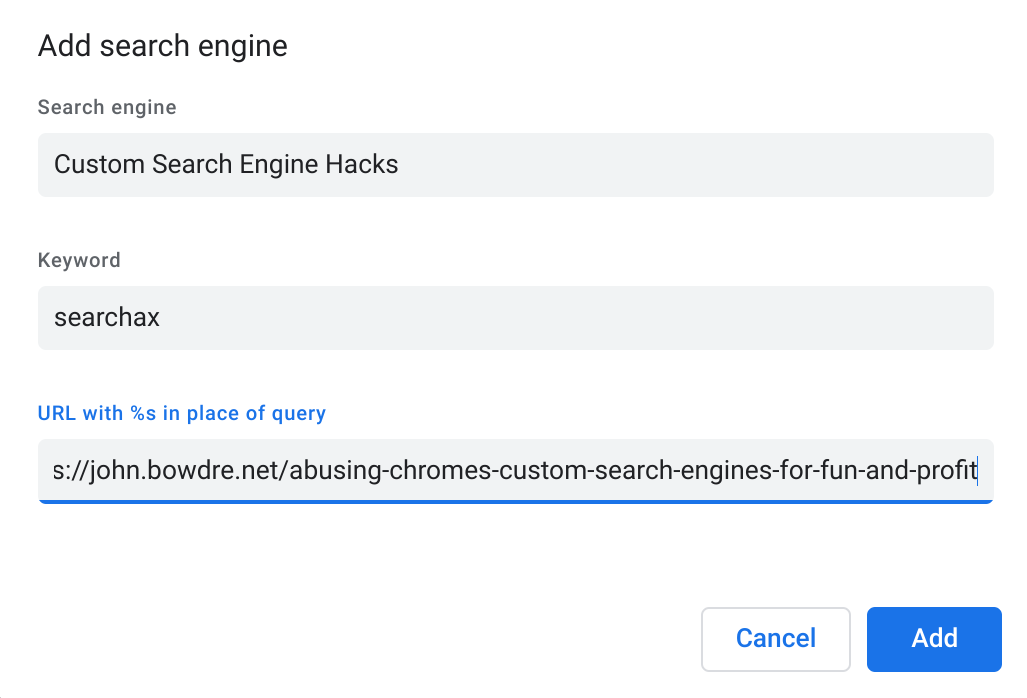 Add search engine
Search engine
Custom Search Engine Hacks
Keyword
searchax
URL with %s in place of query
s://john.bowdre.net/abusing-chromes-custom-search-engines-for-fun-and-profit
Cancel
Add